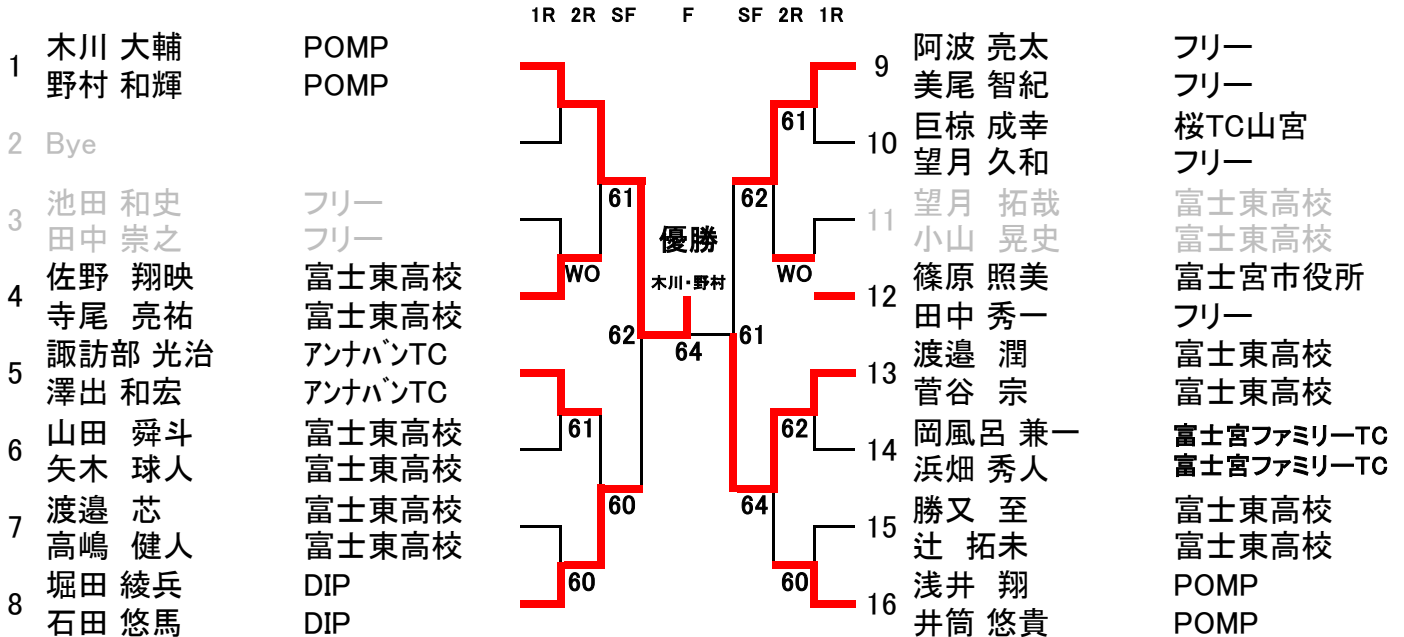 1R 2R SF F SF 2R 1R
1 木川 大輔 POMP
野村 和輝 POMP
2 Bye
3 池田 和史 フリー
田中 崇之 フリー
4 佐野 翔映 富士東高校
寺尾 亮祐 富士東高校
5 諏訪部 光治 アンナバンTC
澤出 和宏 アンナバンTC
6 山田 舜斗 富士東高校
矢木 球人 富士東高校
7 渡邉 芯 富士東高校
高嶋 健人 富士東高校
8 堀田 綾兵 DIP
石田 悠馬 DIP
61
WO
62
61
60
60
優勝
木川・野村
64
61
62
WO
61
62
64
60
9 阿波 亮太 フリー
美尾 智紀 フリー
10 巨椋 成幸 桜TC山宮
望月 久和 フリー
11 望月 拓哉 富士東高校
小山 晃史 富士東高校
12 篠原 照美 富士宮市役所
田中 秀一 フリー
13 渡邉 潤 富士東高校
菅谷 宗 富士東高校
14 岡風呂 兼一 富士宮ファミリーTC
浜畑 秀人 富士宮ファミリーTC
15 勝又 至 富士東高校
辻 拓未 富士東高校
16 浅井 翔 POMP
井筒 悠貴 POMP